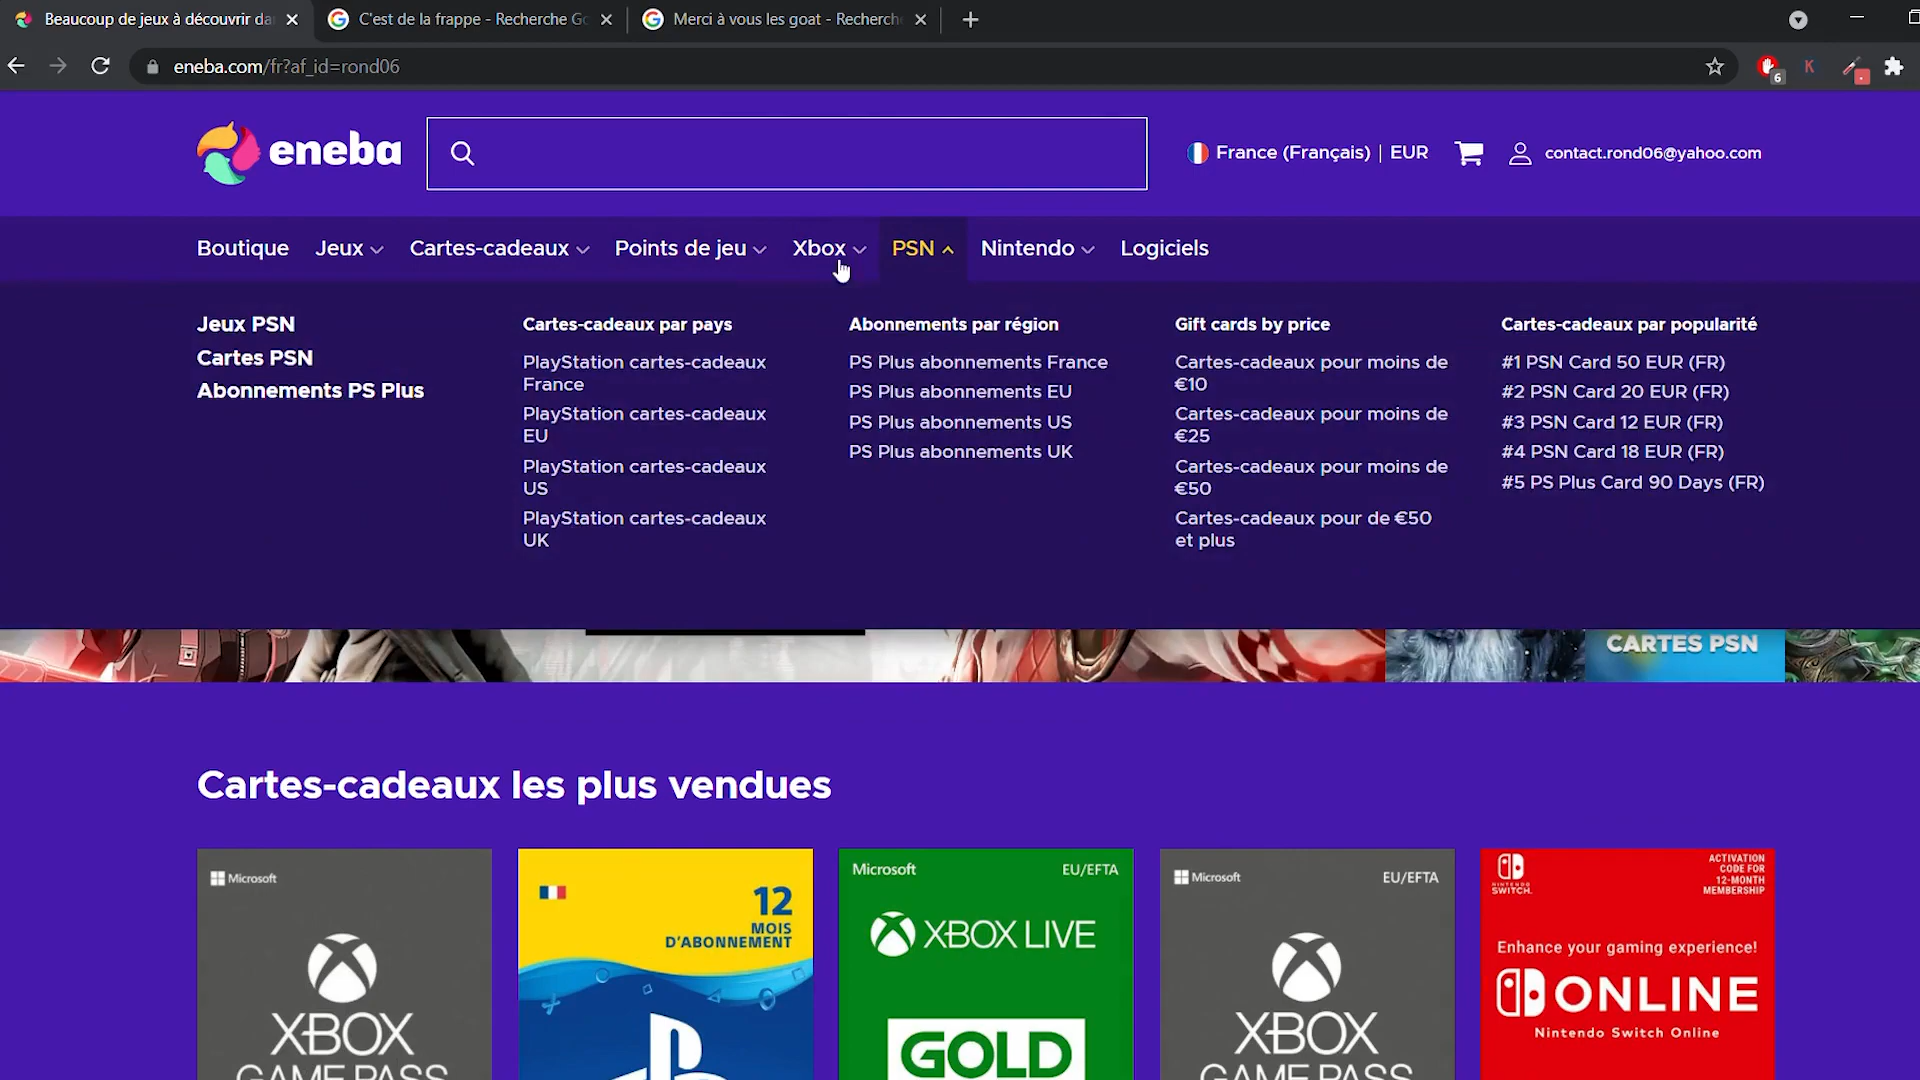 Beaucoup de jeux à découvrir da
C'est de la frappe - Recherche Go
Merci à vous les goat - Recherche
eneba.com/fr?af_id=rond06
6
K
eneba
France (Français) | EUR
contact.rond06@yahoo.com
Boutique
Jeux
Cartes-cadeaux
Points de jeu
Xbox
PSN
Nintendo
Logiciels
Jeux PSN
Cartes PSN
Abonnements PS Plus
Cartes-cadeaux par pays
PlayStation cartes-cadeaux
France
PlayStation cartes-cadeaux
EU
PlayStation cartes-cadeaux
US
PlayStation cartes-cadeaux
UK
Abonnements par région
PS Plus abonnements France
PS Plus abonnements EU
PS Plus abonnements US
PS Plus abonnements UK
Gift cards by price
Cartes-cadeaux pour moins de
€10
Cartes-cadeaux pour moins de
€25
Cartes-cadeaux pour moins de
€50
Cartes-cadeaux pour de €50
et plus
Cartes-cadeaux par popularité
#1 PSN Card 50 EUR (FR)
#2 PSN Card 20 EUR (FR)
#3 PSN Card 12 EUR (FR)
#4 PSN Card 18 EUR (FR)
#5 PS Plus Card 90 Days (FR)
CARTES PSN
Cartes-cadeaux les plus vendues
Microsoft
XBOX
GAME PASS
12
MOIS
D'ABONNEMENT
Microsoft
EU/EFTA
XBOX LIVE
GOLD
Microsoft
EU/EFTA
XBOX
GAME PASS
NINTENDO
SWITCH
ACTIVATION
CODE FOR
12-MONTH
MEMBERSHIP
Enhance your gaming experience!
ONLINE
Nintendo Switch Online